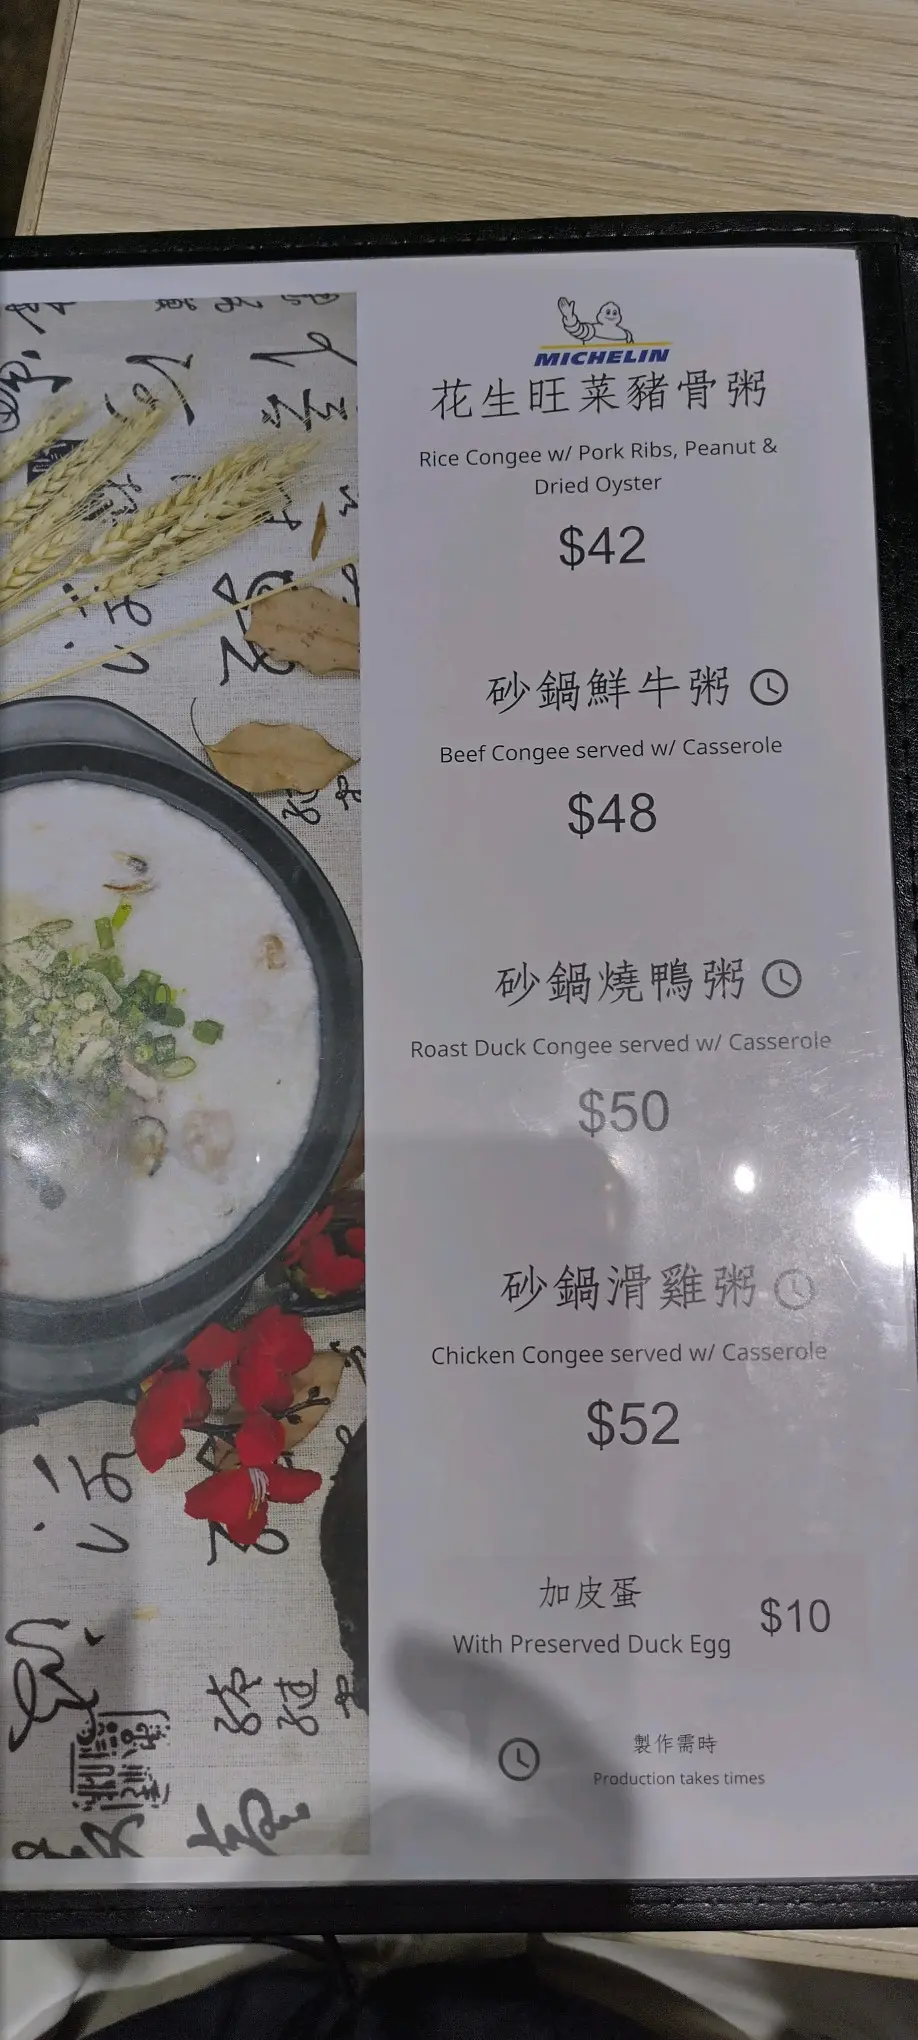 MICHELIN
花生旺菜豬骨粥
Rice Congee w/ Pork Ribs, Peanut &
Dried Oyster
$42
砂鍋鮮牛粥
Beef Congee served w/ Casserole
$48
砂鍋燒鴨粥
Roast Duck Congee served w/ Casserole
$50
砂鍋滑雞粥
Chicken Congee served w/ Casserole
$52
加皮蛋
With Preserved Duck Egg
$10
製作需時
Production takes times